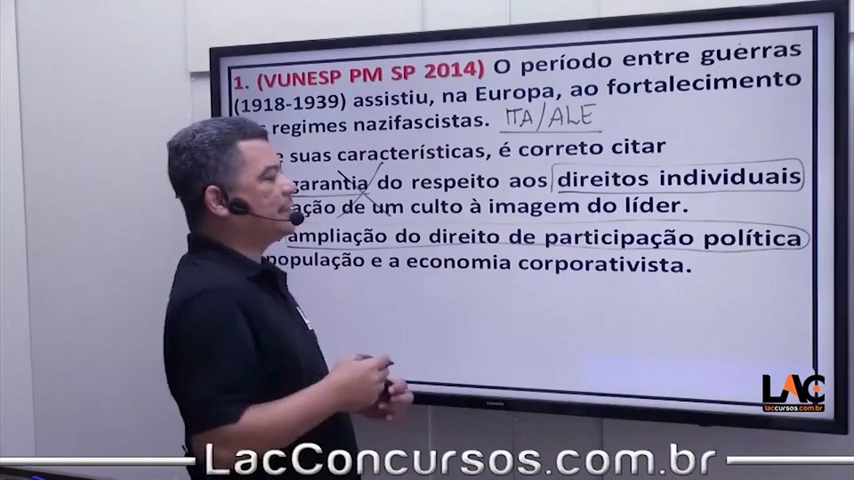 1. (VUNESP PM SP 2014) O período entre guerras
(1918-1939) assistiu, na Europa, ao fortalecimento
regimes nazifascistas. ITA/ALE
suas características, é correto citar
garantia do respeito aos direitos individuais
ação de um culto à imagem do líder.
ampliação do direito de participação política
população e a economia corporativista.
LAC
lacconcursos.com.br
LacConcursos.com.br